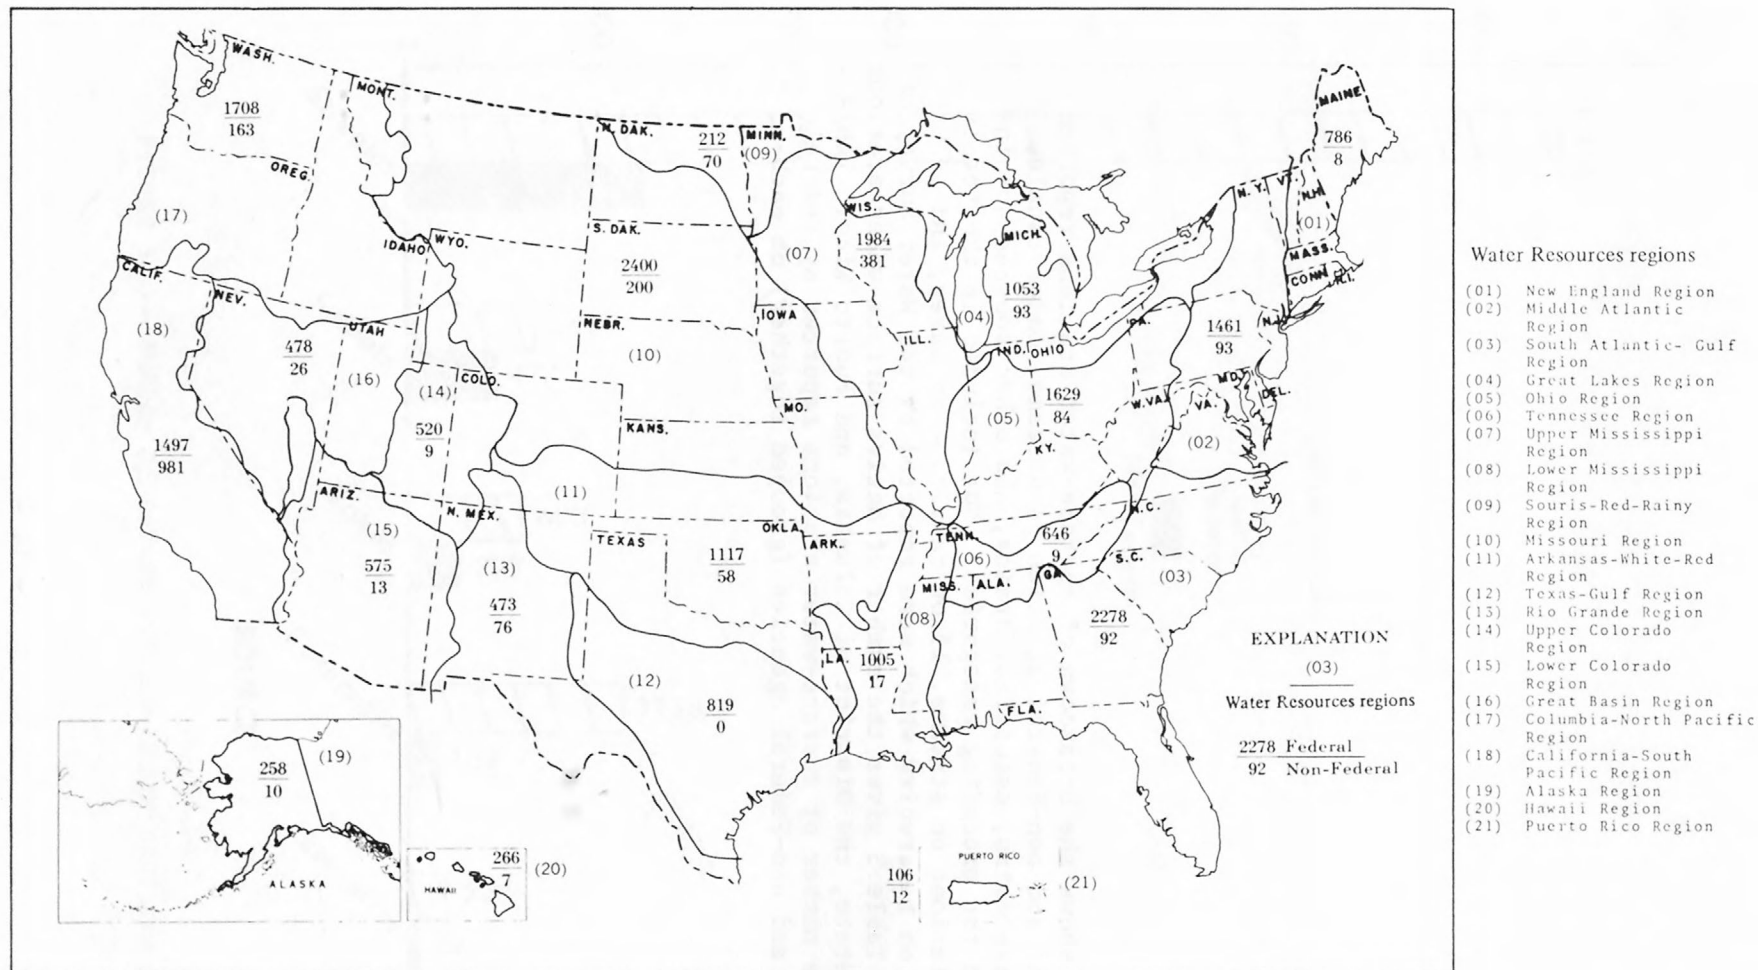 WASH.
MONT.
1708
163
OREG.
(17)
IDAHO
WYO.
N. DAK.
212
70
MINN.
(09)
S. DAK.
2400
200
(07)
WIS.
1984
381
MICH.
1053
93
(04)
MAINE
786
8
N.Y.
VT.
N.H.
(01)
MASS.
CONN.
R.I.
CALIF.
NEV.
(18)
478
26
UTAH
(16)
(14)
COLO.
520
9
1497
981
NEBR.
(10)
IOWA
ILL.
IND.
OHIO
PA.
1461
93
N.J.
MD.
DEL.
W.VA.
VA.
(02)
1629
84
(05)
KY.
MO.
KANS.
ARIZ.
(15)
575
13
N. MEX.
(11)
(13)
473
76
TEXAS
OKLA.
1117
58
ARK.
TENN.
(06)
646
9
N.C.
S.C.
(03)
MISS.
ALA.
GA.
(08)
2278
92
LA.
1005
17
(12)
819
0
FLA.
EXPLANATION
(03)
Water Resources regions
2278 Federal
92 Non-Federal
258
10
(19)
ALASKA
266
7
(20)
HAWAII
PUERTO RICO
106
12
(21)
Water Resources regions
(01) New England Region
(02) Middle Atlantic
Region
(03) South Atlantic- Gulf
Region
(04) Great Lakes Region
(05) Ohio Region
(06) Tennessee Region
(07) Upper Mississippi
Region
(08) Lower Mississippi
Region
(09) Souris-Red-Rainy
Region
(10) Missouri Region
(11) Arkansas-White-Red
Region
(12) Texas-Gulf Region
(13) Rio Grande Region
(14) Upper Colorado
Region
(15) Lower Colorado
Region
(16) Great Basin Region
(17) Columbia-North Pacific
Region
(18) California-South
Pacific Region
(19) Alaska Region
(20) Hawaii Region
(21) Puerto Rico Region